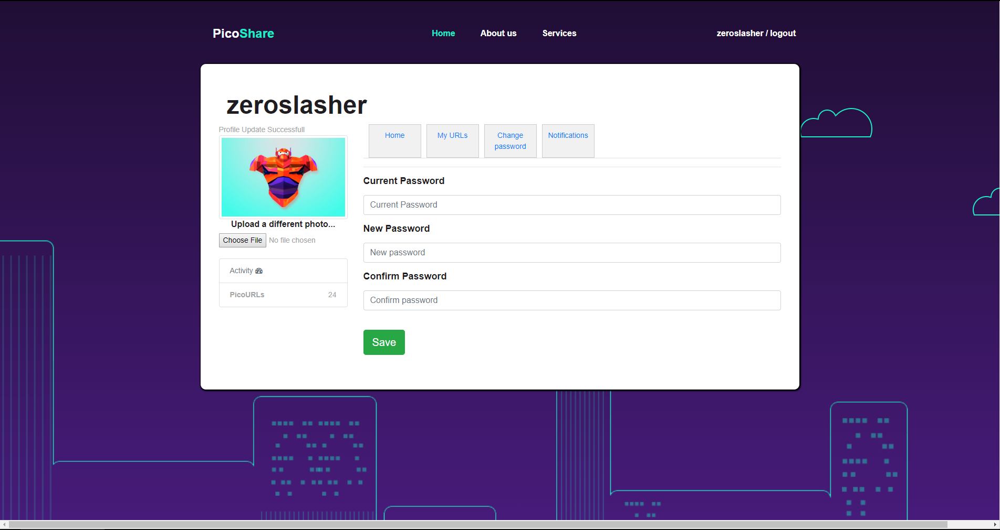 PicoShare
Home About us Services
zeroslasher / logout
zeroslasher
Profile Update Successfull
Upload a different photo...
Choose File No file chosen
Activity
PicoURLs 24
Home
My URLs
Change
password
Notifications
Current Password
Current Password
New Password
New password
Confirm Password
Confirm password
Save